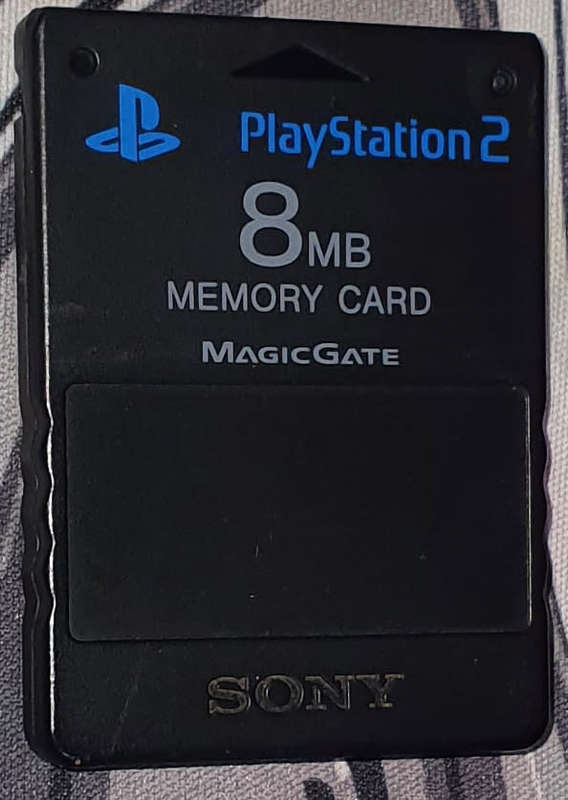 PlayStation 2
8MB
MEMORY CARD
MAGICGATE
SONY